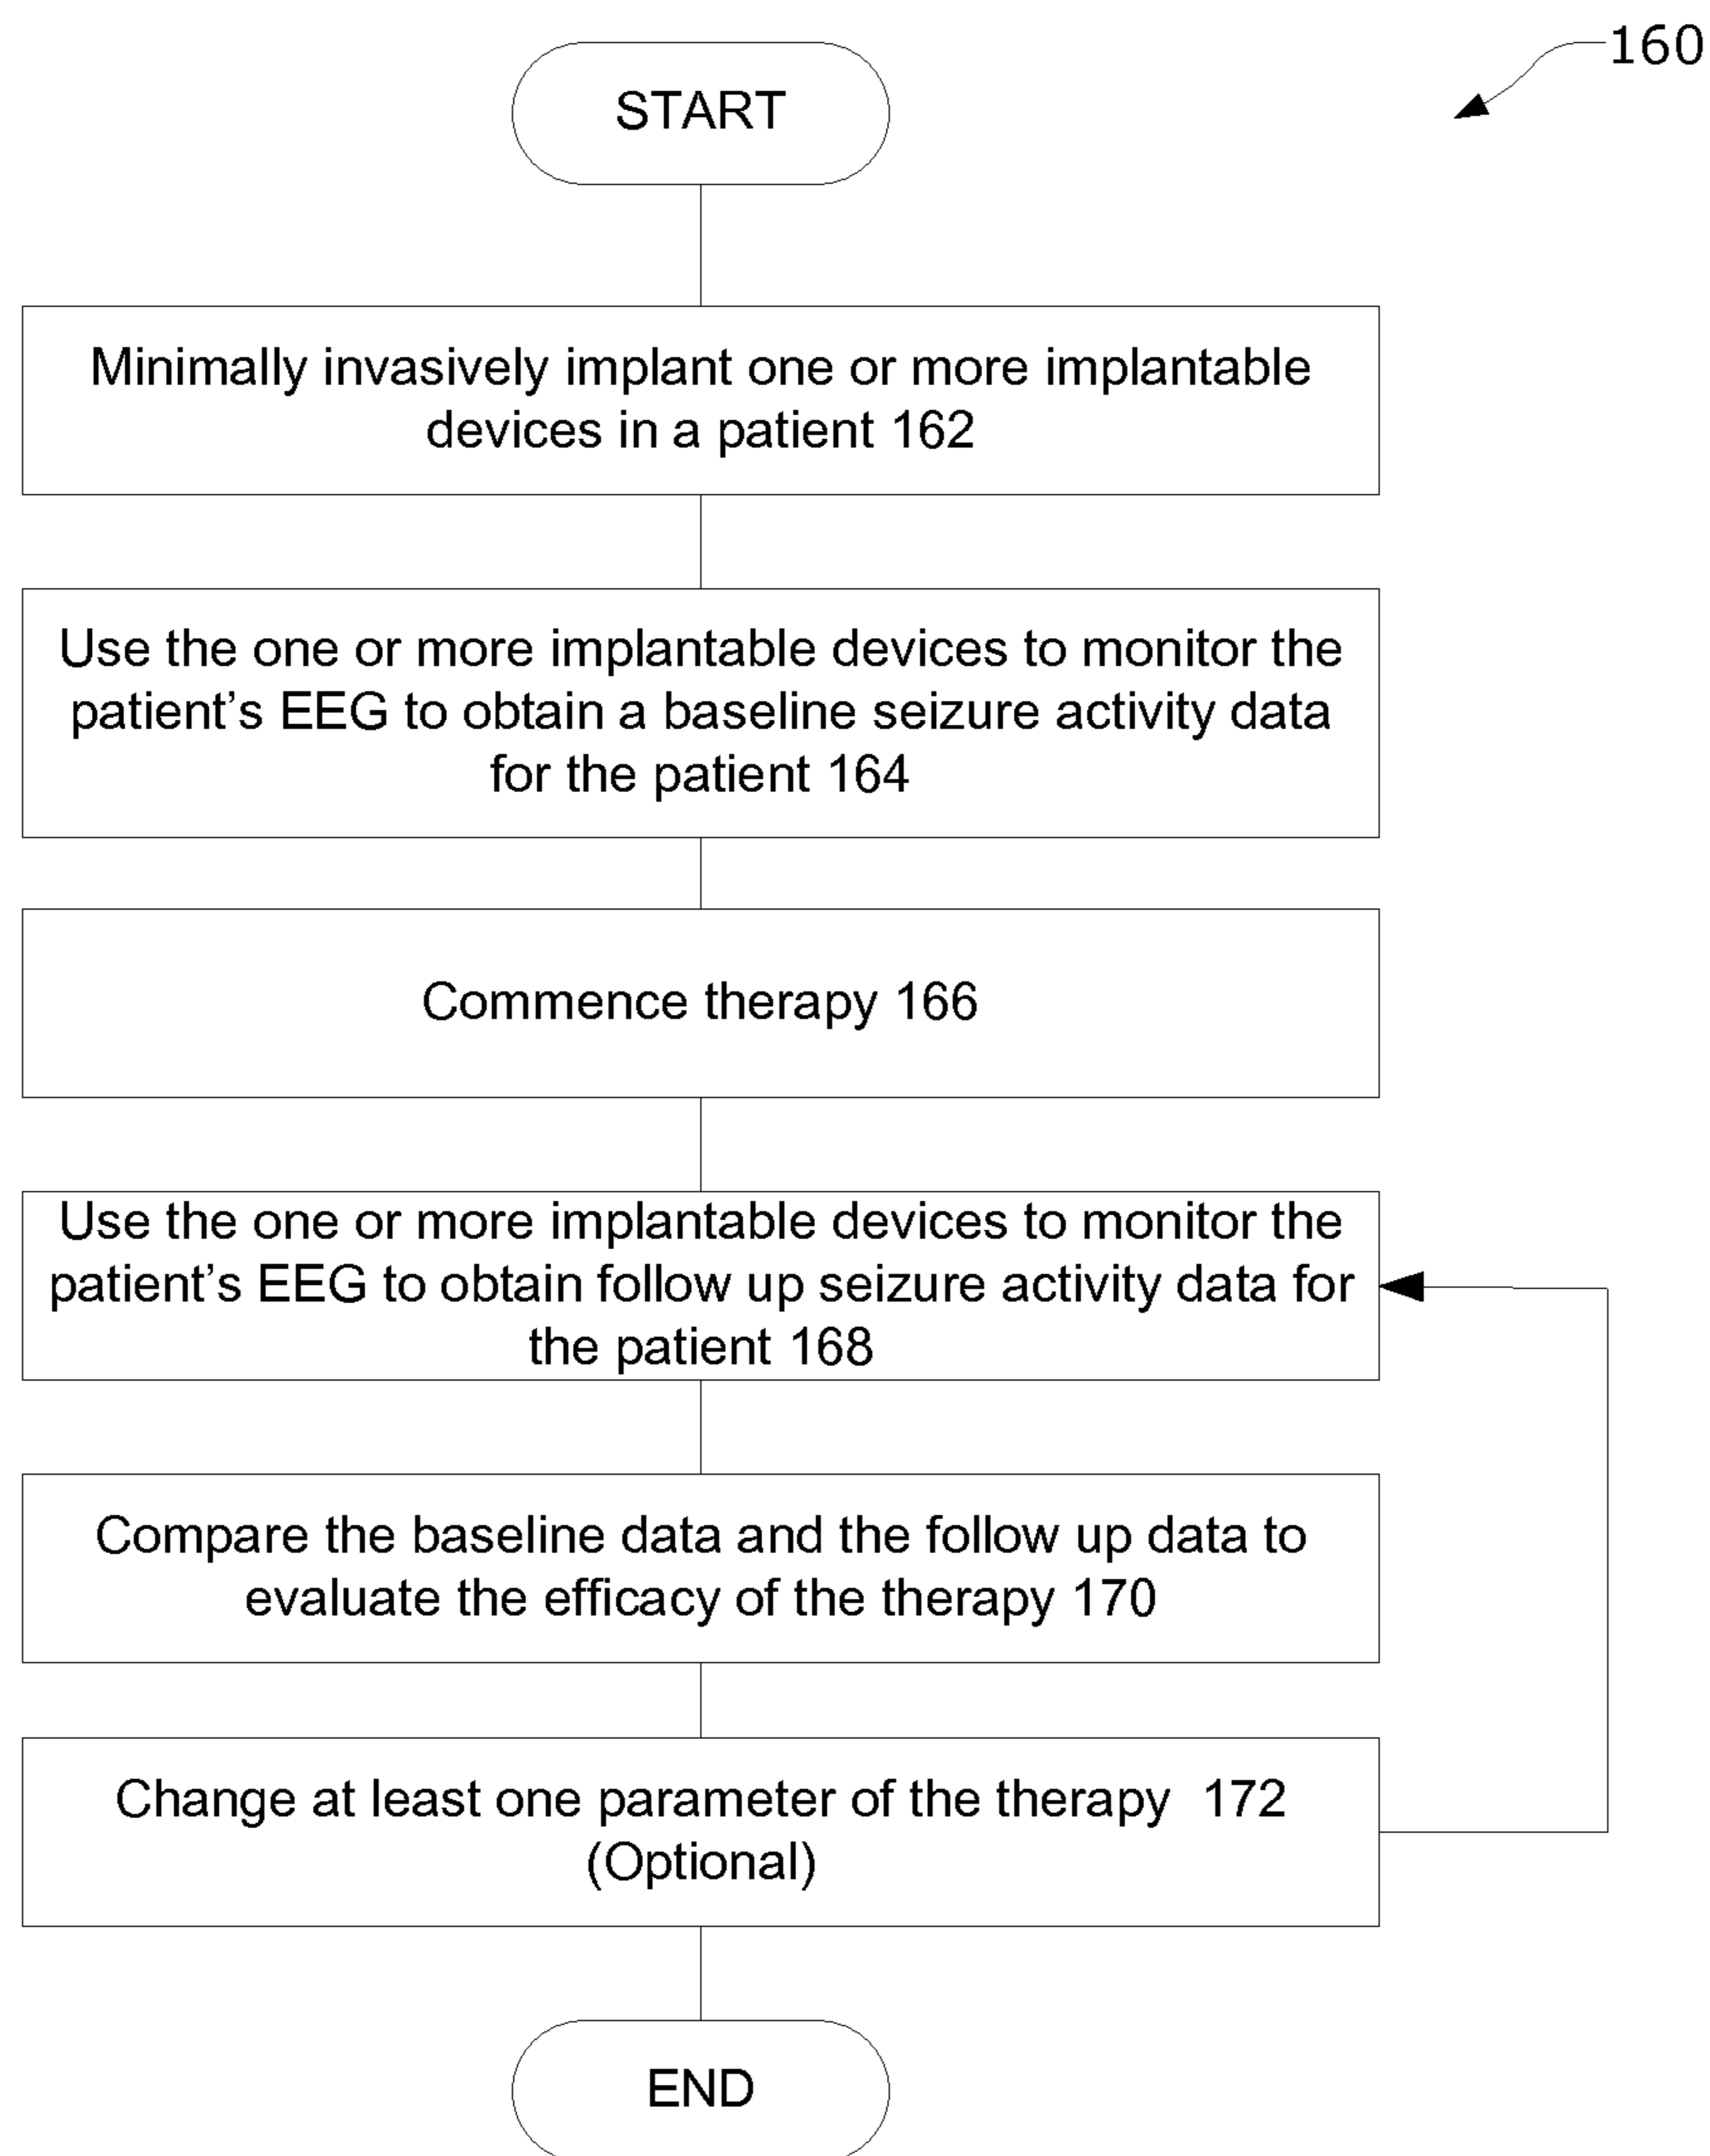 160
START
Minimally invasively implant one or more implantable
devices in a patient 162
Use the one or more implantable devices to monitor the
patient’s EEG to obtain a baseline seizure activity data
for the patient 164
Commence therapy 166
Use the one or more implantable devices to monitor the
patient’s EEG to obtain follow up seizure activity data for
the patient 168
Compare the baseline data and the follow up data to
evaluate the efficacy of the therapy 170
Change at least one parameter of the therapy  172
(Optional)
END